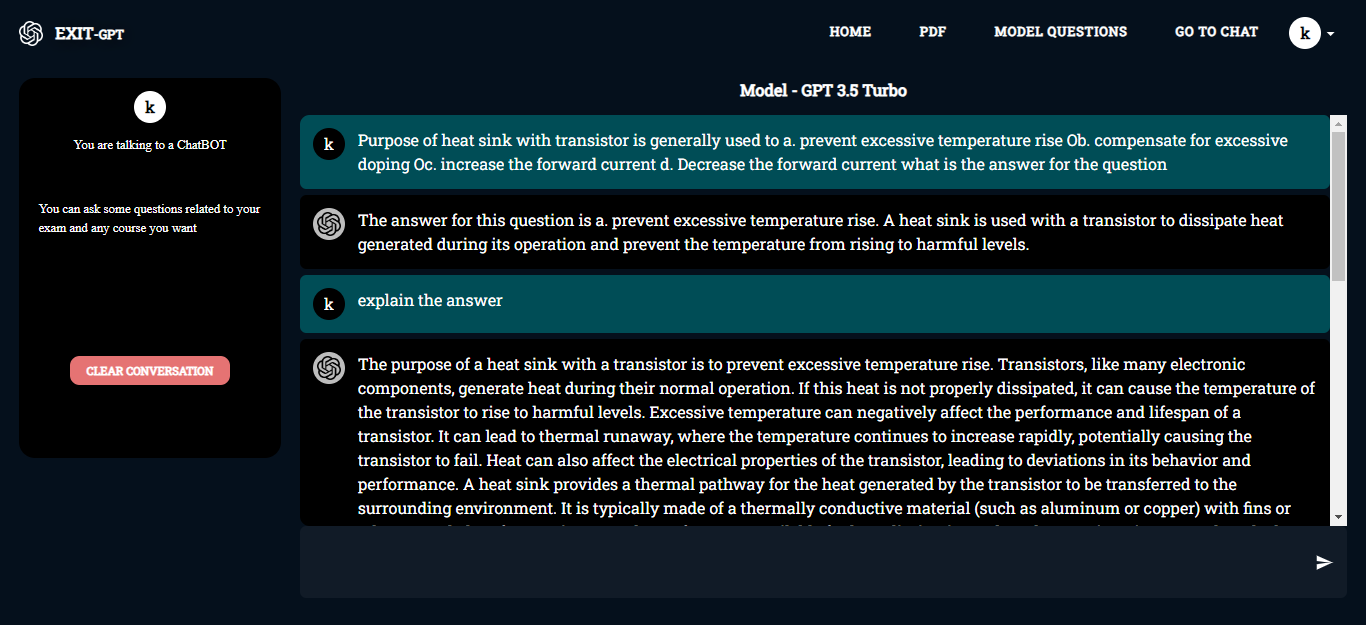 EXIT-GPT
HOME
PDF
MODEL QUESTIONS
GO TO CHAT
k
k
You are talking to a ChatBOT
You can ask some questions related to your
exam and any course you want
CLEAR CONVERSATION
Model - GPT 3.5 Turbo
k
Purpose of heat sink with transistor is generally used to a. prevent excessive temperature rise Ob. compensate for excessive
doping Oc. increase the forward current d. Decrease the forward current what is the answer for the question
The answer for this question is a. prevent excessive temperature rise. A heat sink is used with a transistor to dissipate heat
generated during its operation and prevent the temperature from rising to harmful levels.
k
explain the answer
The purpose of a heat sink with a transistor is to prevent excessive temperature rise. Transistors, like many electronic
components, generate heat during their normal operation. If this heat is not properly dissipated, it can cause the temperature of
the transistor to rise to harmful levels. Excessive temperature can negatively affect the performance and lifespan of a
transistor. It can lead to thermal runaway, where the temperature continues to increase rapidly, potentially causing the
transistor to fail. Heat can also affect the electrical properties of the transistor, leading to deviations in its behavior and
performance. A heat sink provides a thermal pathway for the heat generated by the transistor to be transferred to the
surrounding environment. It is typically made of a thermally conductive material (such as aluminum or copper) with fins or